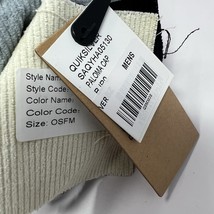 QUIKSILVER
SAQYHA05130
PALOMA CAP
MENS
Style Name
Style Code:
Color Name:
Color Code:
Size: OSFM